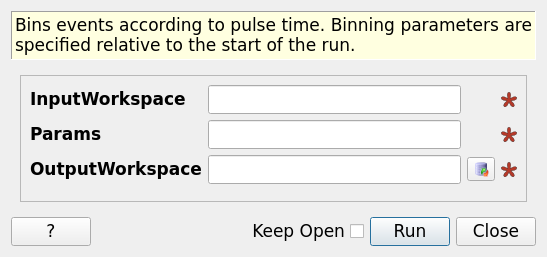 Bins events according to pulse time. Binning parameters are
specified relative to the start of the run.
InputWorkspace
Params
OutputWorkspace
? Keep Open Run Close